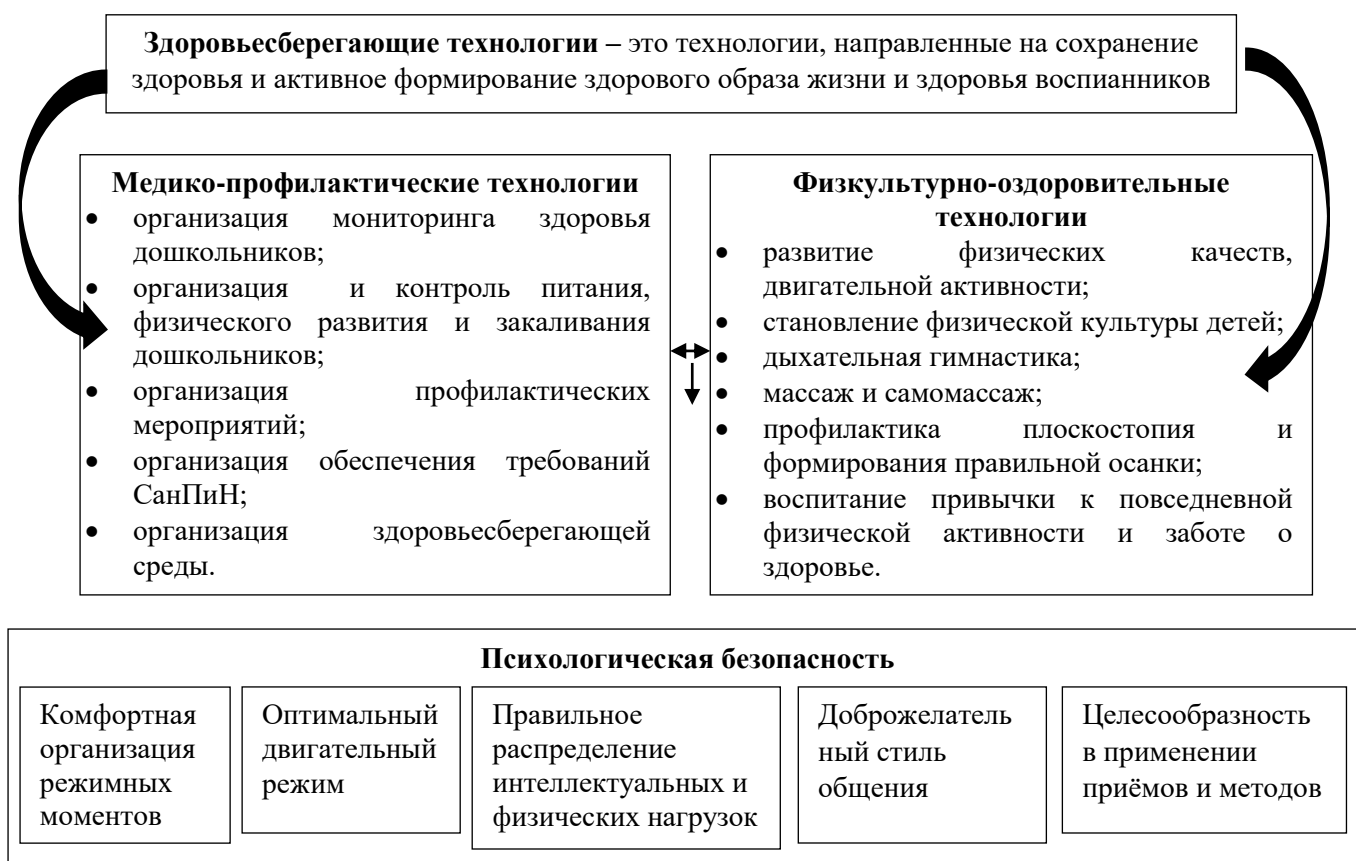 Здоровьесберегающие технологии – это технологии, направленные на сохранение
здоровья и активное формирование здорового образа жизни и здоровья воспианников
Медико-профилактические технологии
• организация мониторинга здоровья
дошкольников;
• организация и контроль питания,
физического развития и закаливания
дошкольников;
• организация профилактических
мероприятий;
• организация обеспечения требований
СанПиН;
• организация здоровьесберегающей
среды.
Физкультурно-оздоровительные
технологии
• развитие физических качеств,
двигательной активности;
• становление физической культуры детей;
• дыхательная гимнастика;
• массаж и самомассаж;
• профилактика плоскостопия и
формирования правильной осанки;
• воспитание привычки к повседневной
физической активности и заботе о
здоровье.
Психологическая безопасность
Комфортная
организация
режимных
моментов
Оптимальный
двигательный
режим
Правильное
распределение
интеллектуальных и
физических нагрузок
Доброжелатель
ный стиль
общения
Целесообразность
в применении
приёмов и методов